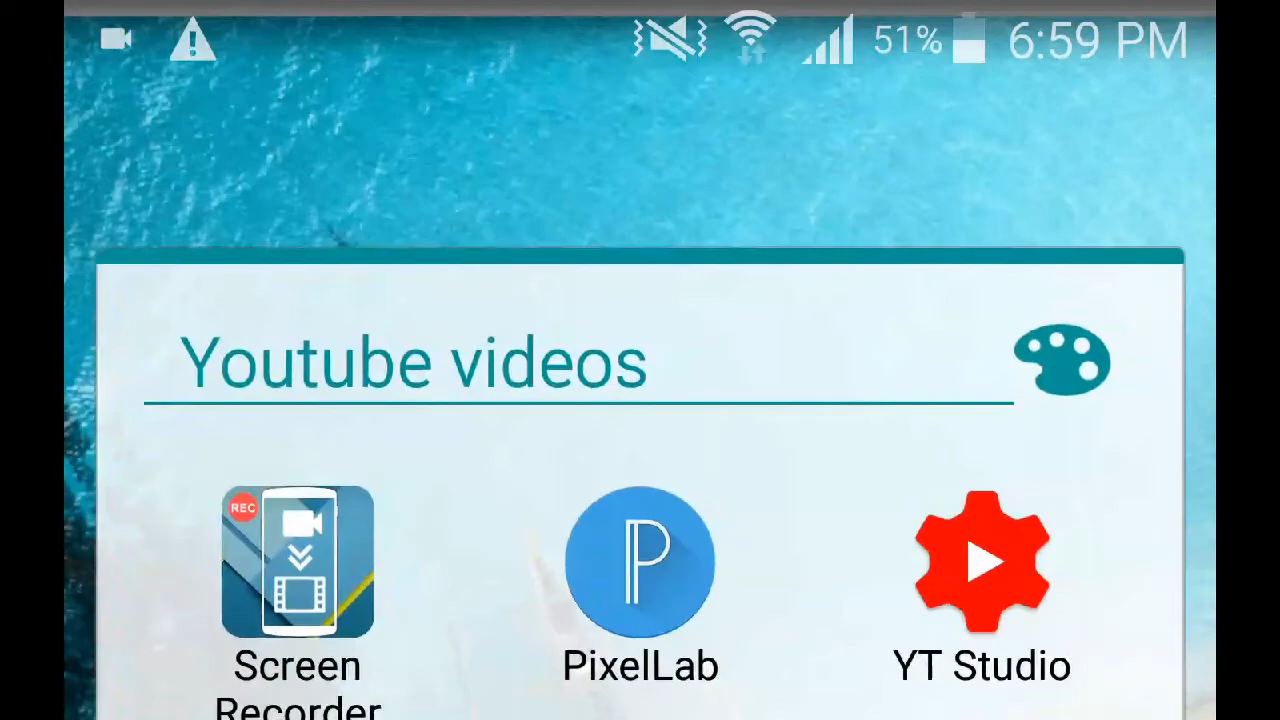 51% 6:59 PM
Youtube videos
REC
P
Screen PixelLab YT Studio
Recorder